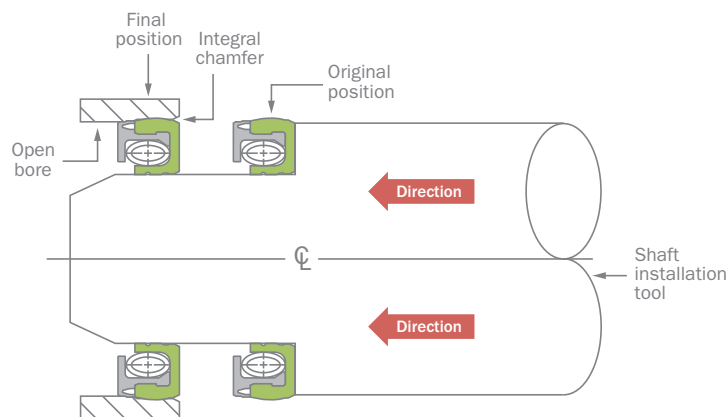 Final
position
Integral
chamfer
Original
position
Open
bore
Direction
℄
Shaft
installation
tool
Direction